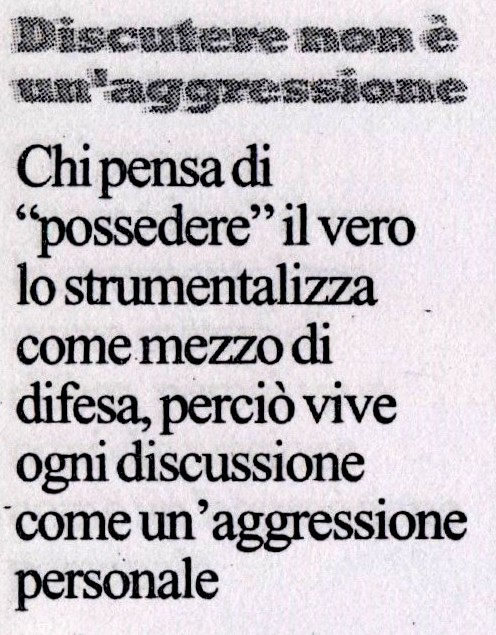 Discutere non è
un'aggressione
Chi pensa di
“possedere” il vero
lo strumentalizza
come mezzo di
difesa, perciò vive
ogni discussione
come un’aggressione
personale